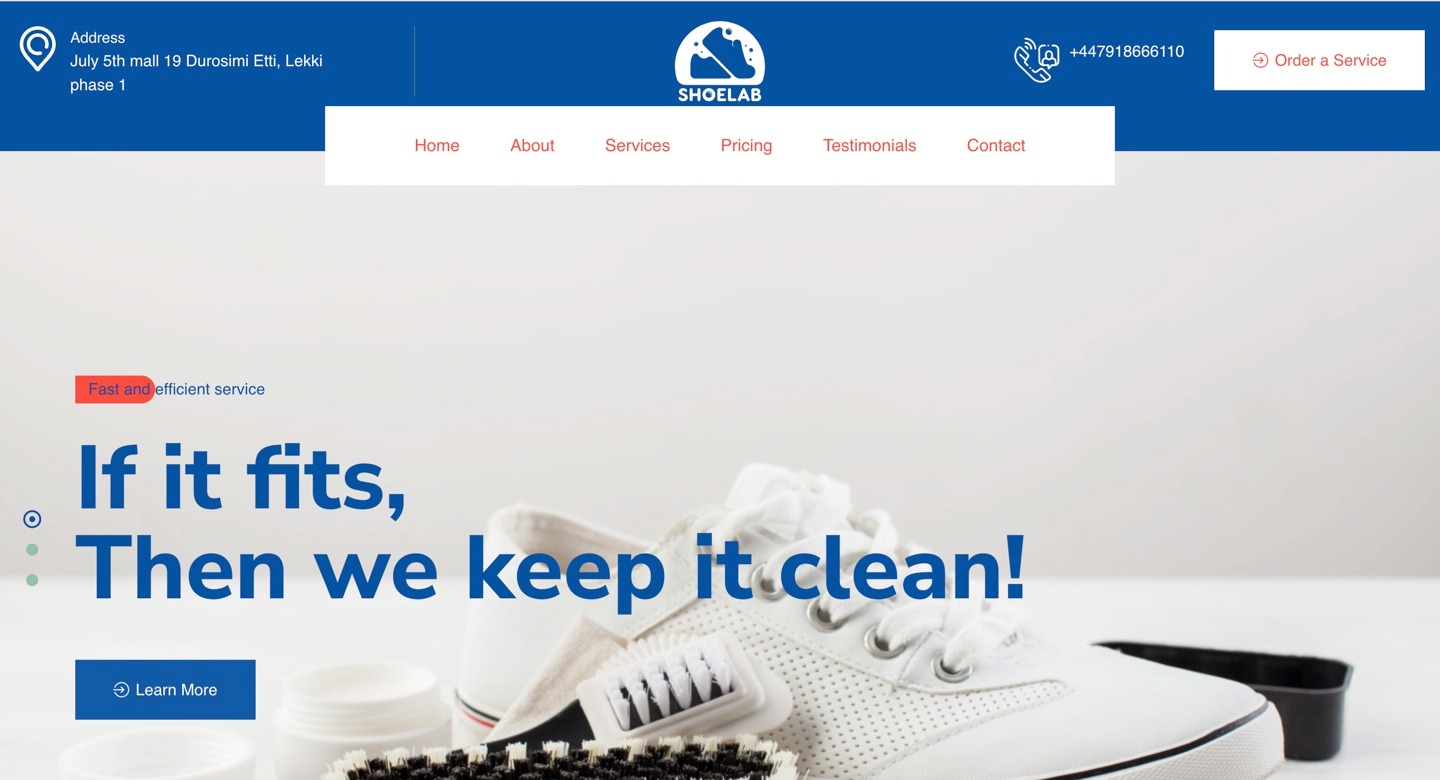 Address
July 5th mall 19 Durosimi Etti, Lekki
phase 1
SHOELAB
+447918666110
Order a Service
Home About Services Pricing Testimonials Contact
Fast and efficient service
If it fits,
Then we keep it clean!
Learn More